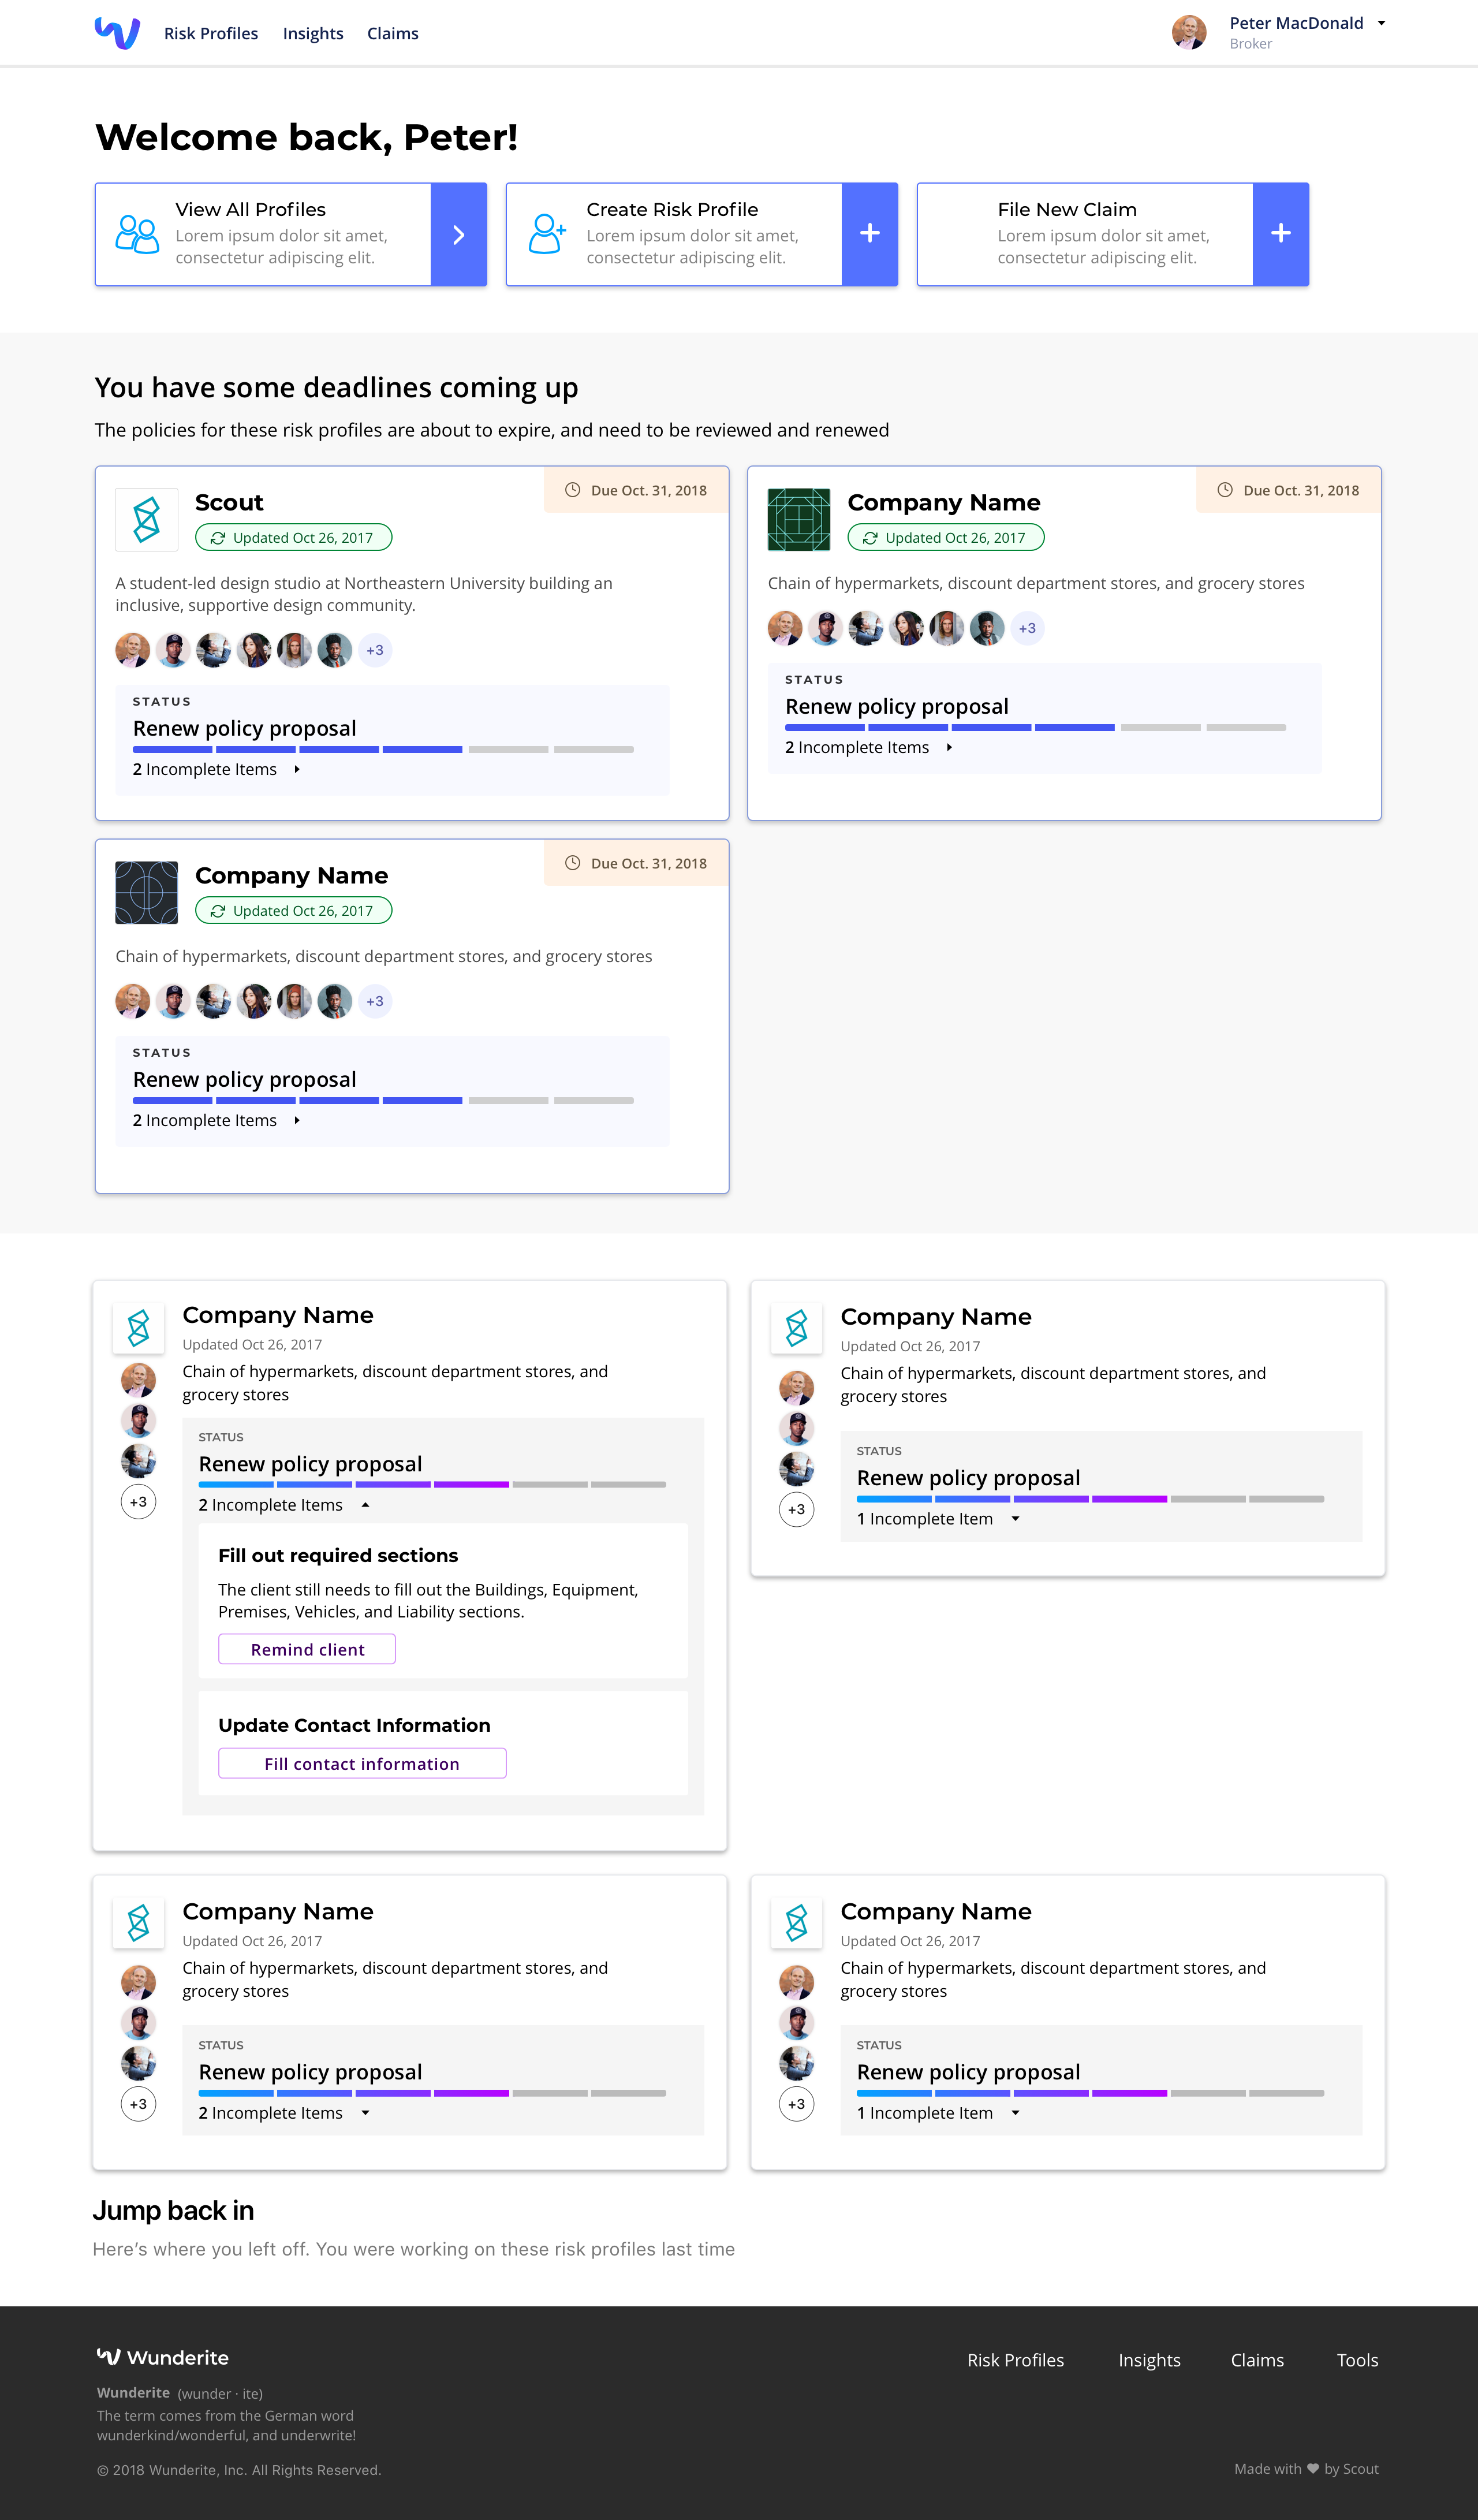 Risk Profiles Insights Claims
Peter MacDonald
Broker
Welcome back, Peter!
View All Profiles
Lorem ipsum dolor sit amet,
consectetur adipiscing elit.
Create Risk Profile
Lorem ipsum dolor sit amet,
consectetur adipiscing elit.
File New Claim
Lorem ipsum dolor sit amet,
consectetur adipiscing elit.
You have some deadlines coming up
The policies for these risk profiles are about to expire, and need to be reviewed and renewed
Scout
Due Oct. 31, 2018
Updated Oct 26, 2017
A student-led design studio at Northeastern University building an
inclusive, supportive design community.
+3
STATUS
Renew policy proposal
2 Incomplete Items
Company Name
Due Oct. 31, 2018
Updated Oct 26, 2017
Chain of hypermarkets, discount department stores, and grocery stores
+3
STATUS
Renew policy proposal
2 Incomplete Items
Company Name
Due Oct. 31, 2018
Updated Oct 26, 2017
Chain of hypermarkets, discount department stores, and grocery stores
+3
STATUS
Renew policy proposal
2 Incomplete Items
Company Name
Updated Oct 26, 2017
Chain of hypermarkets, discount department stores, and
grocery stores
+3
STATUS
Renew policy proposal
2 Incomplete Items
Fill out required sections
The client still needs to fill out the Buildings, Equipment,
Premises, Vehicles, and Liability sections.
Remind client
Update Contact Information
Fill contact information
Company Name
Updated Oct 26, 2017
Chain of hypermarkets, discount department stores, and
grocery stores
+3
STATUS
Renew policy proposal
1 Incomplete Item
Company Name
Updated Oct 26, 2017
Chain of hypermarkets, discount department stores, and
grocery stores
+3
STATUS
Renew policy proposal
2 Incomplete Items
Company Name
Updated Oct 26, 2017
Chain of hypermarkets, discount department stores, and
grocery stores
+3
STATUS
Renew policy proposal
1 Incomplete Item
Jump back in
Here’s where you left off. You were working on these risk profiles last time
Wunderite
Risk Profiles Insights Claims Tools
Wunderite (wunder · ite)
The term comes from the German word
wunderkind/wonderful, and underwrite!
© 2018 Wunderite, Inc. All Rights Reserved.
Made with ♥ by Scout